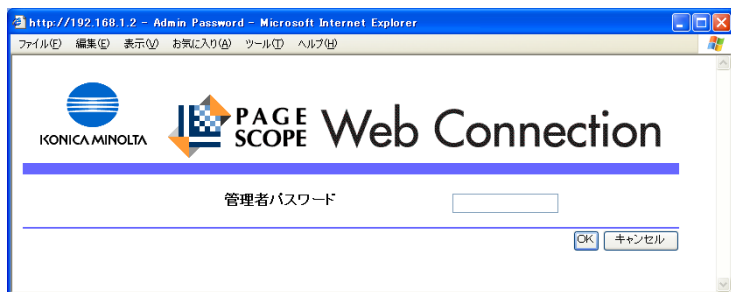 http://192.168.1.2 - Admin Password - Microsoft Internet Explorer
ファイル(F) 編集(E) 表示(V) お気に入り(A) ツール(T) ヘルプ(H)
KONICA MINOLTA
PAGE SCOPE Web Connection
管理者パスワード
OK キャンセル